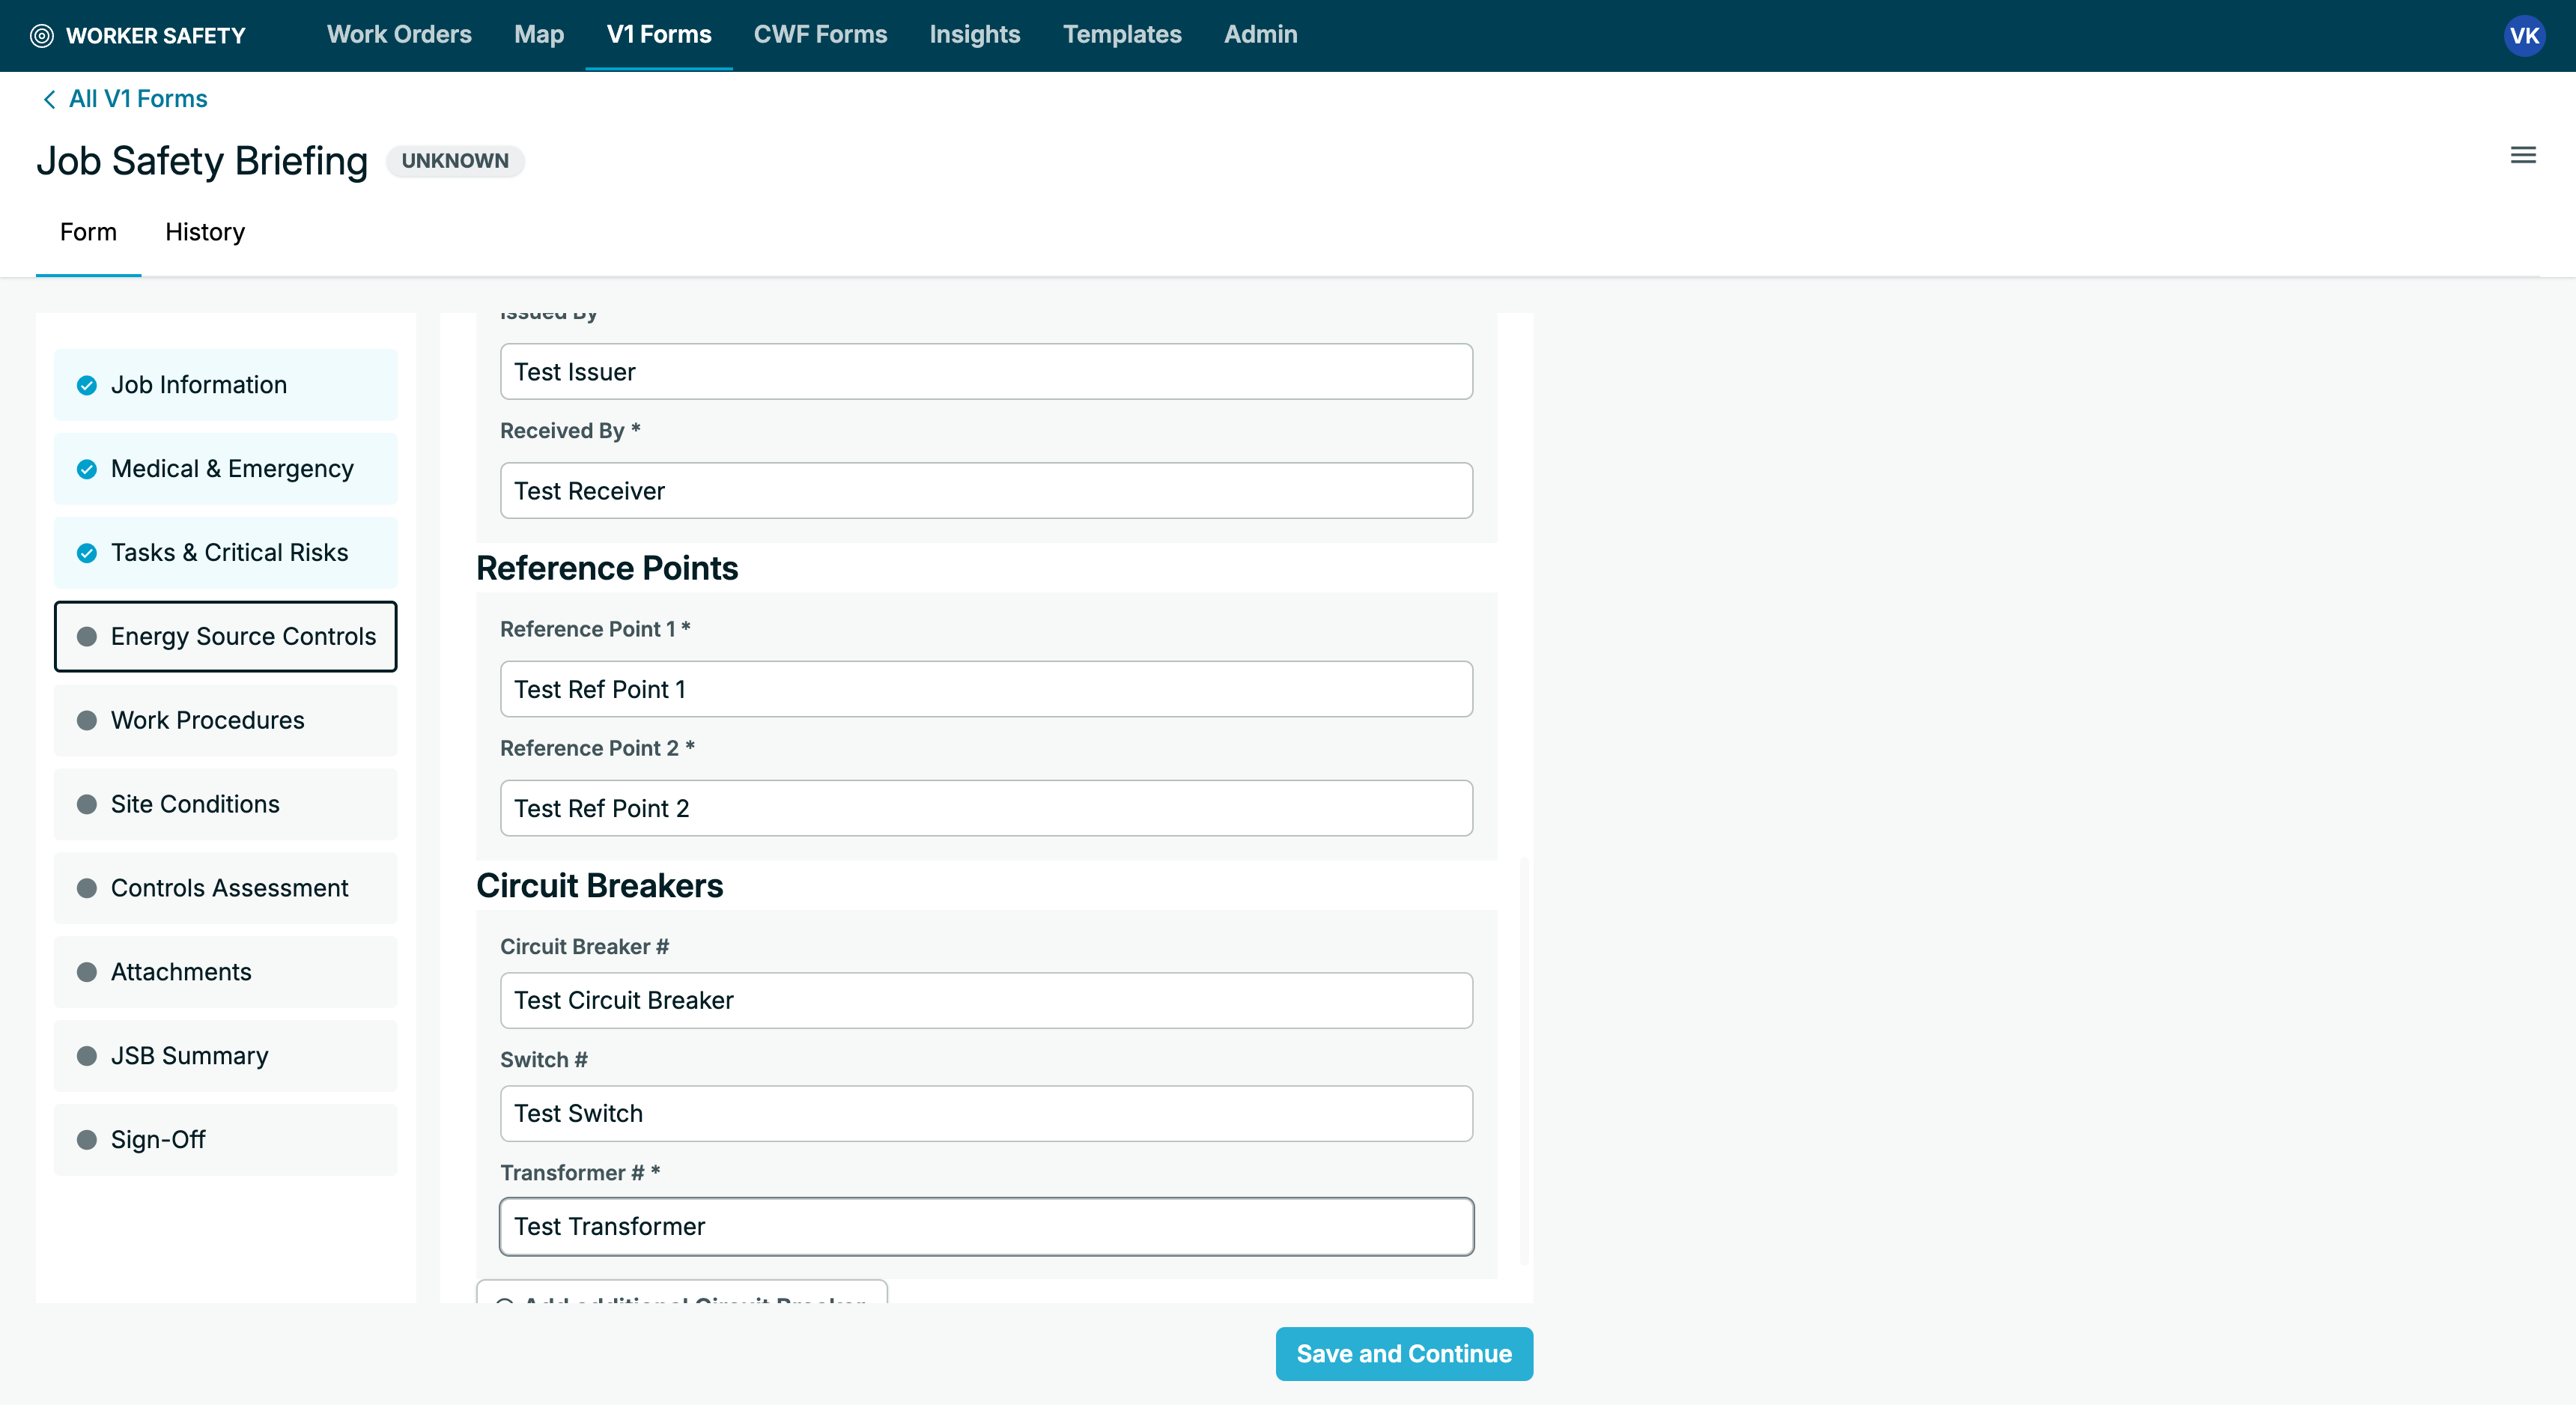 WORKER SAFETY
Work Orders
Map
V1 Forms
CWF Forms
Insights
Templates
Admin
VK
All V1 Forms
Job Safety Briefing
UNKNOWN
Form
History
Job Information
Medical & Emergency
Tasks & Critical Risks
Energy Source Controls
Work Procedures
Site Conditions
Controls Assessment
Attachments
JSB Summary
Sign-Off
Issued By
Test Issuer
Received By *
Test Receiver
Reference Points
Reference Point 1 *
Test Ref Point 1
Reference Point 2 *
Test Ref Point 2
Circuit Breakers
Circuit Breaker #
Test Circuit Breaker
Switch #
Test Switch
Transformer # *
Test Transformer
Add additional Circuit Breaker
Save and Continue